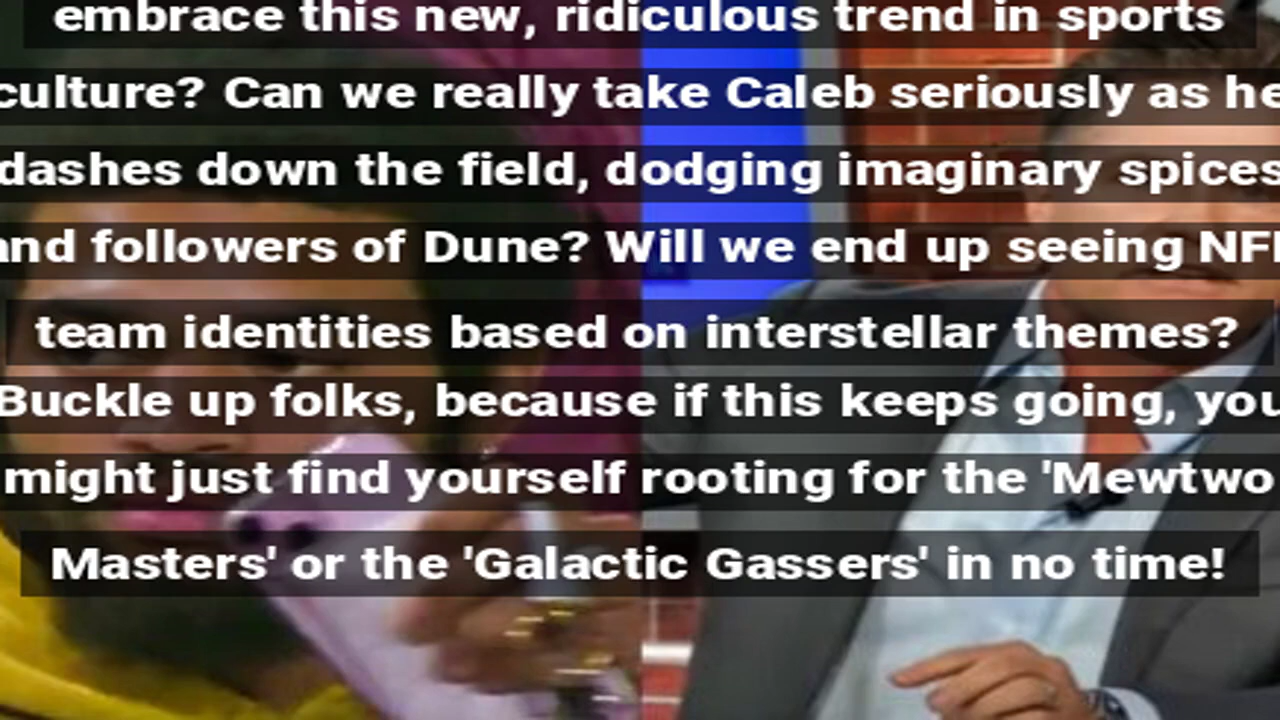 embrace this new, ridiculous trend in sports
culture? Can we really take Caleb seriously as he
dashes down the field, dodging imaginary spices
and followers of Dune? Will we end up seeing NFL
team identities based on interstellar themes?
Buckle up folks, because if this keeps going, you
might just find yourself rooting for the 'Mewtwo
Masters' or the 'Galactic Gassers' in no time!